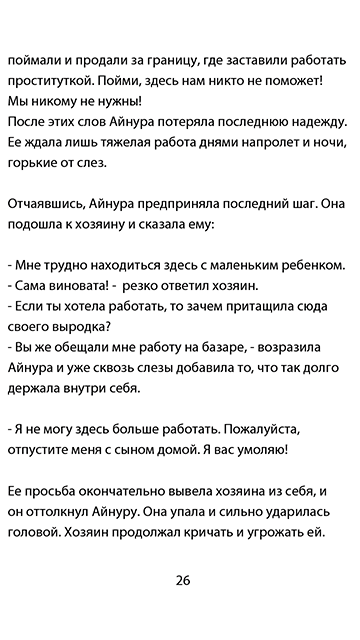 поймали и продали за границу, где заставили работать
проституткой. Пойми, здесь нам никто не поможет!
Мы никому не нужны!
После этих слов Айнура потеряла последнюю надежду.
Ее ждала лишь тяжелая работа днями напролет и ночи,
горькие от слез.
Отчаявшись, Айнура предприняла последний шаг. Она
подошла к хозяину и сказала ему:
- Мне трудно находиться здесь с маленьким ребенком.
- Сама виновата! -  резко ответил хозяин.
- Если ты хотела работать, то зачем притащила сюда
своего выродка?
- Вы же обещали мне работу на базаре, - возразила
Айнура и уже сквозь слезы добавила то, что так долго
держала внутри себя.
- Я не могу здесь больше работать. Пожалуйста,
отпустите меня с сыном домой. Я вас умоляю!
Ее просьба окончательно вывела хозяина из себя, и
он оттолкнул Айнуру. Она упала и сильно ударилась
головой. Хозяин продолжал кричать и угрожать ей.
26